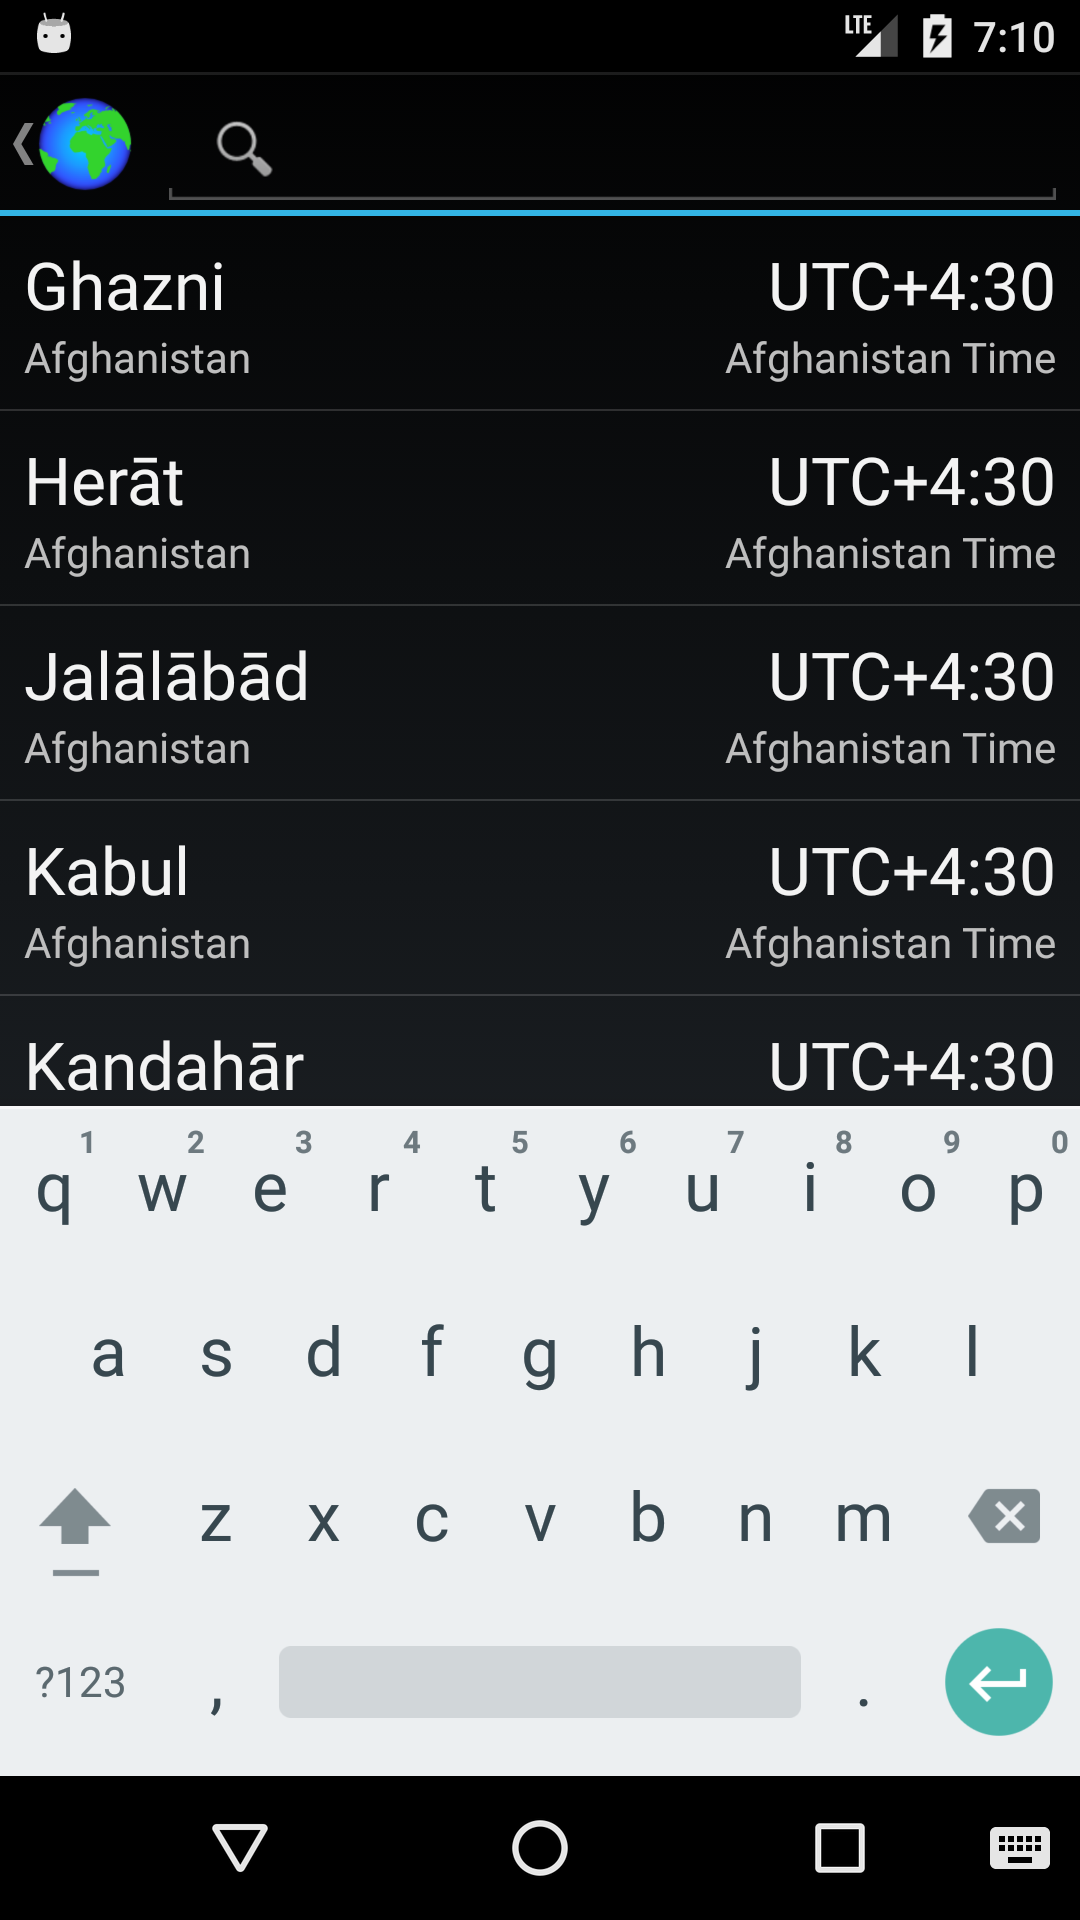 LTE 7:10
Ghazni UTC+4:30
Afghanistan Afghanistan Time
Herāt UTC+4:30
Afghanistan Afghanistan Time
Jalālābād UTC+4:30
Afghanistan Afghanistan Time
Kabul UTC+4:30
Afghanistan Afghanistan Time
Kandahār UTC+4:30
1 2 3 4 5 6 7 8 9 0
q w e r t y u i o p
a s d f g h j k l
z x c v b n m
?123 , .